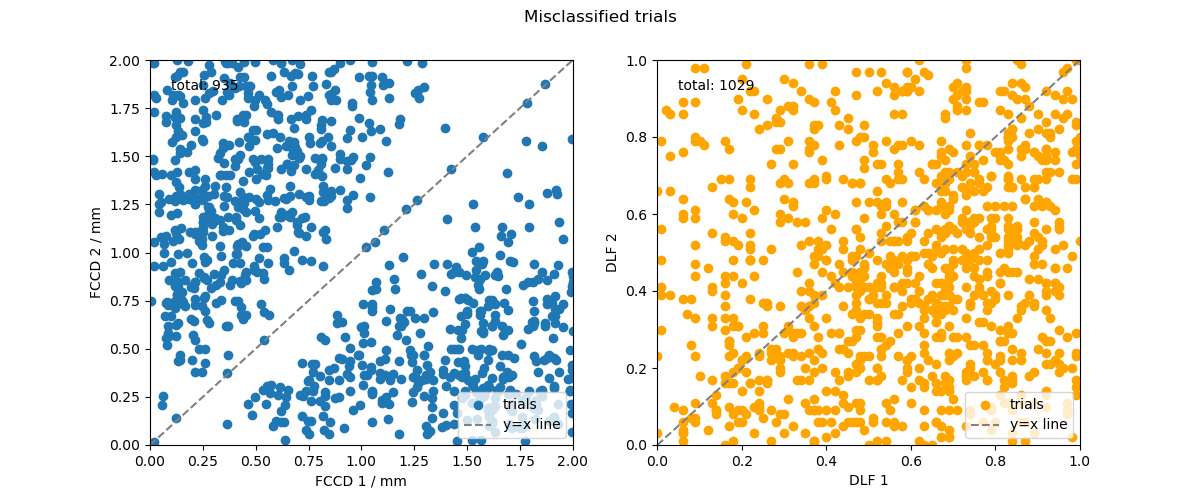 Misclassified trials
total: 935
FCCD 2 / mm
2.00
1.75
1.50
1.25
1.00
0.75
0.50
0.25
0.00
0.00 0.25 0.50 0.75 1.00 1.25 1.50 1.75 2.00
FCCD 1 / mm
trials
y=x line
total: 1029
DLF 2
1.0
0.8
0.6
0.4
0.2
0.0
0.0 0.2 0.4 0.6 0.8 1.0
DLF 1
trials
y=x line